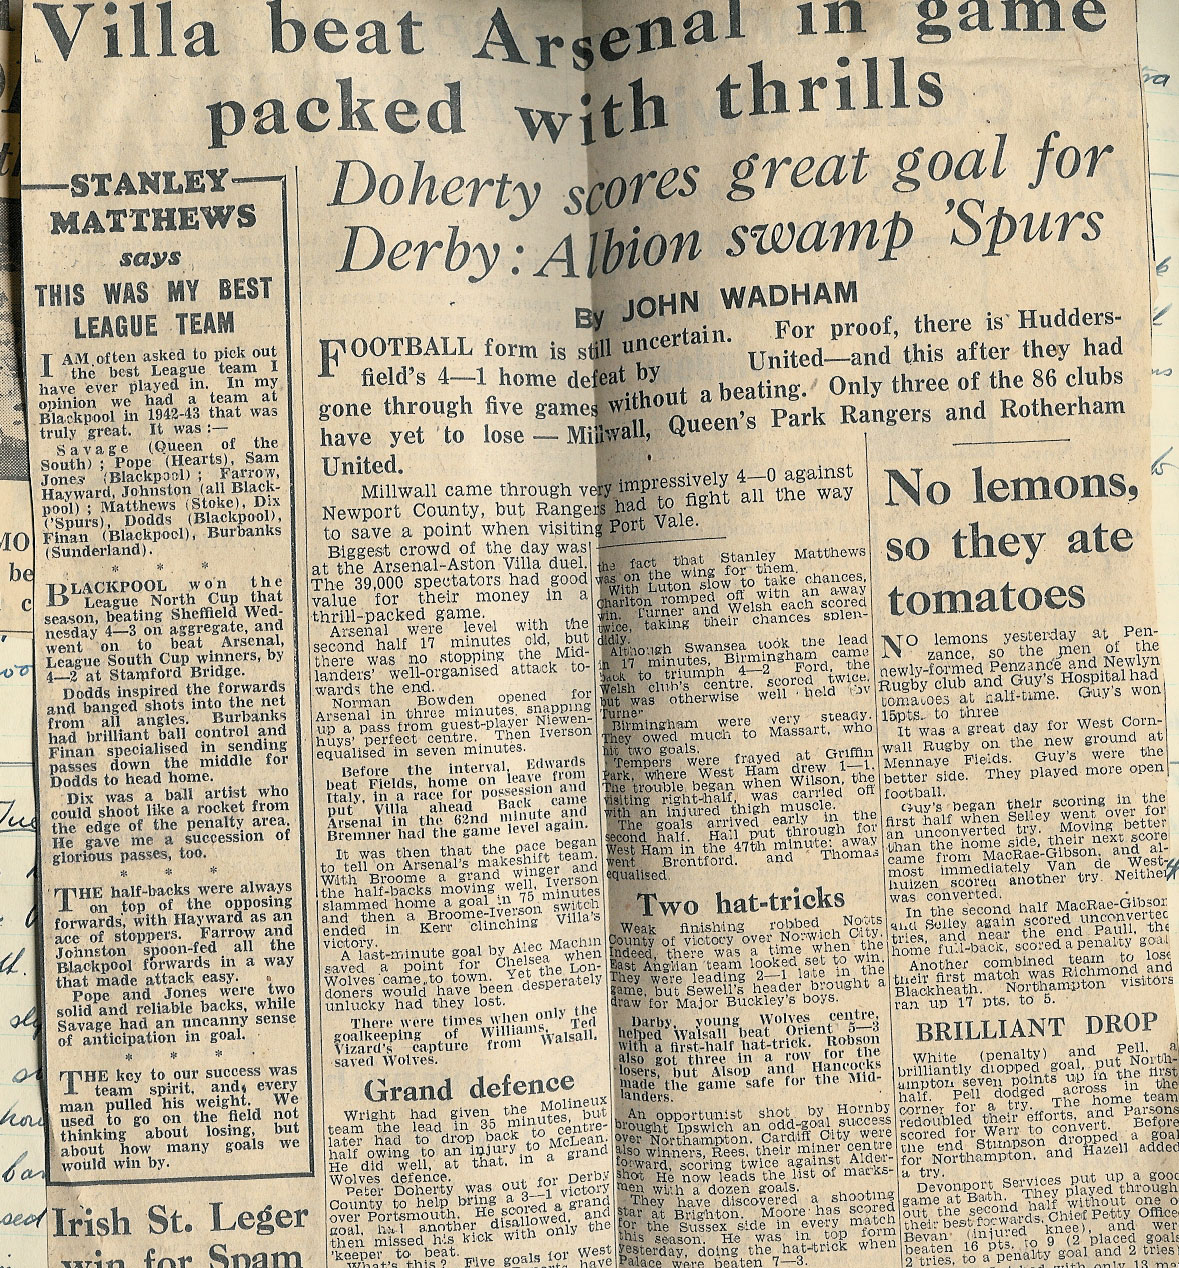 Villa beat Arsenal in game
packed with thrills
Doherty scores great goal for
Derby: Albion swamp 'Spurs
By JOHN WADHAM
STANLEY
MATTHEWS
says
THIS WAS MY BEST
LEAGUE TEAM
I AM often asked to pick out
the best League team I
have ever played in. In my
opinion we had a team at
Blackpool in 1942-43 that was
truly great. It was :—
Savage (Queen of the
South) ; Pope (Hearts), Sam
Jones (Blackpool) ; Farrow,
Hayward, Johnston (all Black-
pool) ; Matthews (Stoke), Dix
('Spurs), Dodds (Blackpool),
Finan (Blackpool), Burbanks
(Sunderland).
* * *
BLACKPOOL won the
League North Cup that
season, beating Sheffield Wed-
nesday 4—3 on aggregate, and
went on to beat Arsenal,
League South Cup winners, by
4—2 at Stamford Bridge.
Dodds inspired the forwards
and banged shots into the net
from all angles. Burbanks
had brilliant ball control and
Finan specialised in sending
passes down the middle for
Dodds to head home.
Dix was a ball artist who
could shoot like a rocket from
the edge of the penalty area.
He gave me a succession of
glorious passes, too.
* * *
THE half-backs were always
on top of the opposing
forwards, with Hayward as an
ace of stoppers. Farrow and
Johnston spoon-fed all the
Blackpool forwards in a way
that made attack easy.
Pope and Jones were two
solid and reliable backs, while
Savage had an uncanny sense
of anticipation in goal.
* * *
THE key to our success was
team spirit, and every
man pulled his weight. We
used to go on the field not
thinking about losing, but
about how many goals we
would win by.
Irish St. Leger
win for Spam
FOOTBALL form is still uncertain. For proof, there is Hudders-
field's 4—1 home defeat by United—and this after they had
gone through five games without a beating. Only three of the 86 clubs
have yet to lose — Millwall, Queen's Park Rangers and Rotherham
United.
Millwall came through very impressively 4—0 against
Newport County, but Rangers had to fight all the way
to save a point when visiting Port Vale.
Biggest crowd of the day was
at the Arsenal-Aston Villa duel.
The 39,000 spectators had good
value for their money in a
thrill-packed game.
Arsenal were level with the
second half 17 minutes old, but
there was no stopping the Mid-
landers' well-organised attack to-
wards the end.
Norman Bowden opened for
Arsenal in three minutes, snapping
up a pass from guest-player Niewen-
huys' perfect centre. Then Iverson
equalised in seven minutes.
Before the interval, Edwards
beat Fields, home on leave from
Italy, in a race for possession and
put Villa ahead Back came
Arsenal in the 62nd minute and
Bremner had the game level again.
It was then that the pace began
to tell on Arsenal's makeshift team.
With Broome a grand winger and
the half-backs moving well, Iverson
slammed home a goal in 75 minutes
and then a Broome-Iverson switch
ended in Kerr clinching Villa's
victory.
A last-minute goal by Alec Machin
saved a point for Chelsea when
Wolves came to town. Yet the Lon-
doners would have been desperately
unlucky had they lost.
There were times when only the
goalkeeping of Williams, Ted
Vizard's capture from Walsall,
saved Wolves.
Grand defence
Wright had given the Molineux
team the lead in 35 minutes, but
later had to drop back to centre-
half owing to an injury to McLean.
He did well, at that, in a grand
Wolves defence.
Peter Doherty was out for Derby
County to help bring a 3—1 victory
over Portsmouth. He scored a grand
goal, had another disallowed, and
then missed his kick with only the
'keeper to beat.
What's this ? Five goals for West
the fact that Stanley Matthews
was on the wing for them.
With Luton slow to take chances,
Charlton romped off with an away
win. Turner and Welsh each scored
twice, taking their chances splen-
didly.
Although Swansea took the lead
in 17 minutes, Birmingham came
back to triumph 4—2 Ford, the
Welsh club's centre, scored twice,
but was otherwise well held by
Turner
Birmingham were very steady.
They owed much to Massart, who
hit two goals.
Tempers were frayed at Griffin
Park, where West Ham drew 1—1.
The trouble began when Wilson, the
visiting right-half, was carried off
with an injured thigh muscle.
The goals arrived early in the
second half. Hall put through for
West Ham in the 47th minute; away
went Brentford. and Thomas
equalised.
Two hat-tricks
Weak finishing robbed Notts
County of victory over Norwich City.
Indeed, there was a time when the
East Anglian team looked set to win.
They were leading 2—1 late in the
game, but Sewell's header brought a
draw for Major Buckley's boys.
Darby, young Wolves centre,
helped Walsall beat Orient 5—3
with a first-half hat-trick. Robson
also got three in a row for the
losers, but Alsop and Hancocks
made the game safe for the Mid-
landers.
An opportunist shot by Hornby
brought Ipswich an odd-goal success
over Northampton. Cardiff City were
also winners, Rees, their miner centre
forward, scoring twice against Alder-
shot He now leads the list of marks-
men with a dozen goals.
They have discovered a shooting
star at Brighton. Moore has scored
for the Sussex side in every match
this season. He was in top form
yesterday, doing the hat-trick when
Palace were beaten 7—3.
No lemons,
so they ate
tomatoes
NO lemons yesterday at Pen-
zance, so the men of the
newly-formed Penzance and Newlyn
Rugby club and Guy's Hospital had
tomatoes at half-time. Guy's won
15pts. to three
It was a great day for West Corn-
wall Rugby on the new ground at
Mennaye Fields. Guy's were the
better side. They played more open
football.
Guy's began their scoring in the
first half when Selley went over for
an unconverted try. Moving better
than the home side, their next score
came from MacRae-Gibson, and al-
most immediately Van de West-
huizen scored another try. Neither
was converted.
In the second half MacRae-Gibson
and Selley again scored unconverted
tries, and near the end Paull, the
home full-back, scored a penalty goal
Another combined team to lose
their first match was Richmond and
Blackheath. Northampton visitors
ran up 17 pts. to 5.
BRILLIANT DROP
White (penalty) and Pell, a
brilliantly dropped goal, put North-
ampton seven points up in the first
half. Pell dodged across in the
corner for a try. The home team
redoubled their efforts, and Parsons
scored for Warr to convert. Before
the end Stimpson dropped a goal
for Northampton, and Hazell added
a try.
Devonport Services put up a good
game at Bath. They played through-
out the second half without one of
their best forwards, Chief Petty Office
Bevan (injured knee), and wer
beaten 16 pts. to 9 (2 placed goals
2 tries, to a penalty goal and 2 tries